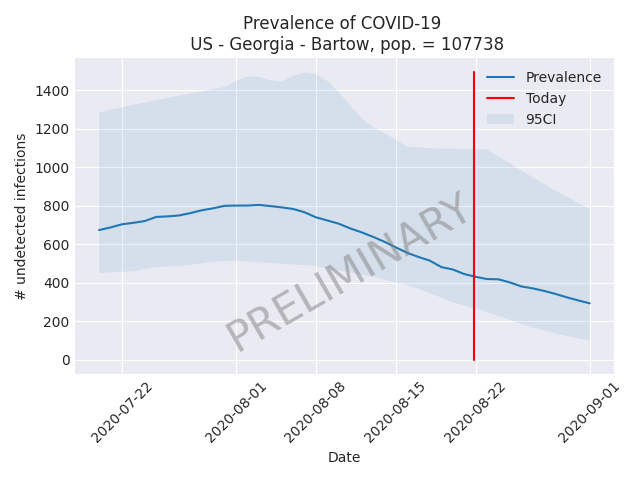 Prevalence of COVID-19
US - Georgia - Bartow, pop. = 107738
Prevalence
Today
95CI
1400
1200
1000
800
600
400
200
0
# undetected infections
PRELIMINARY
2020-07-22
2020-08-01
2020-08-08
2020-08-15
2020-08-22
2020-09-01
Date